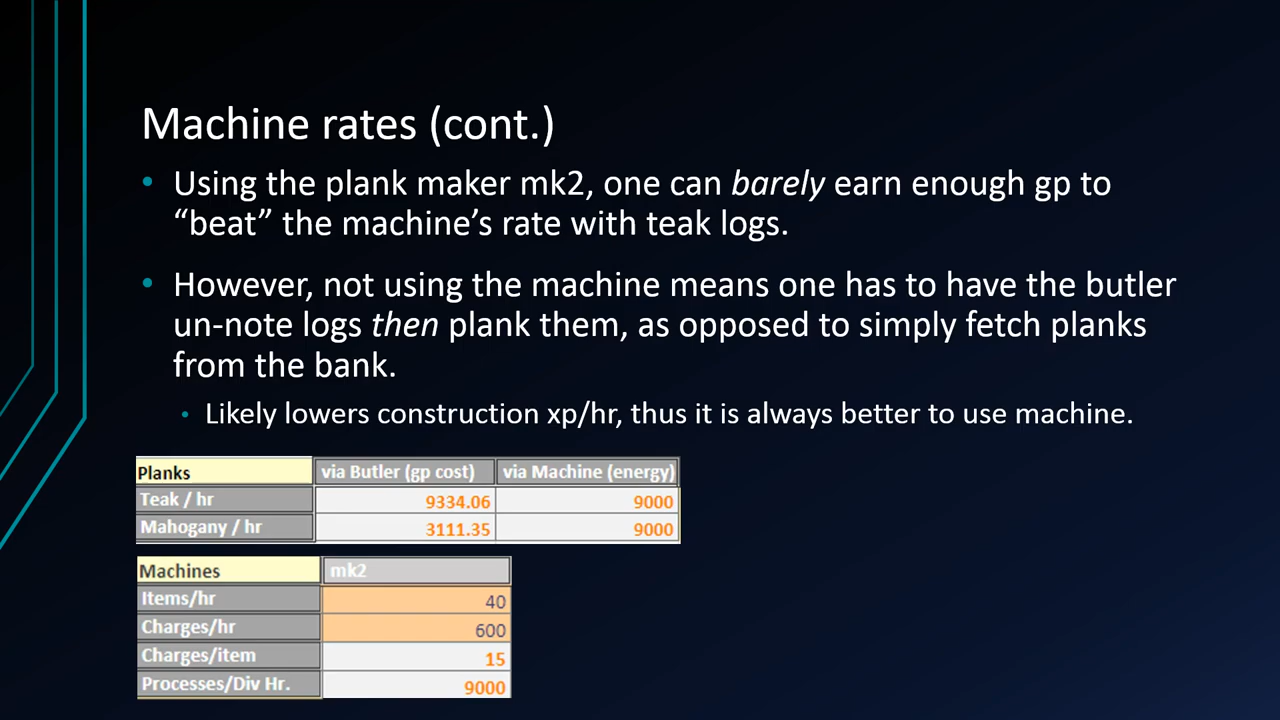 Machine rates (cont.)
• Using the plank maker mk2, one can barely earn enough gp to
“beat” the machine’s rate with teak logs.
• However, not using the machine means one has to have the butler
un-note logs then plank them, as opposed to simply fetch planks
from the bank.
• Likely lowers construction xp/hr, thus it is always better to use machine.
Planks via Butler (gp cost) via Machine (energy)
Teak / hr 9334.06 9000
Mahogany / hr 3111.35 9000
Machines mk2
Items/hr 40
Charges/hr 600
Charges/item 15
Processes/Div Hr. 9000